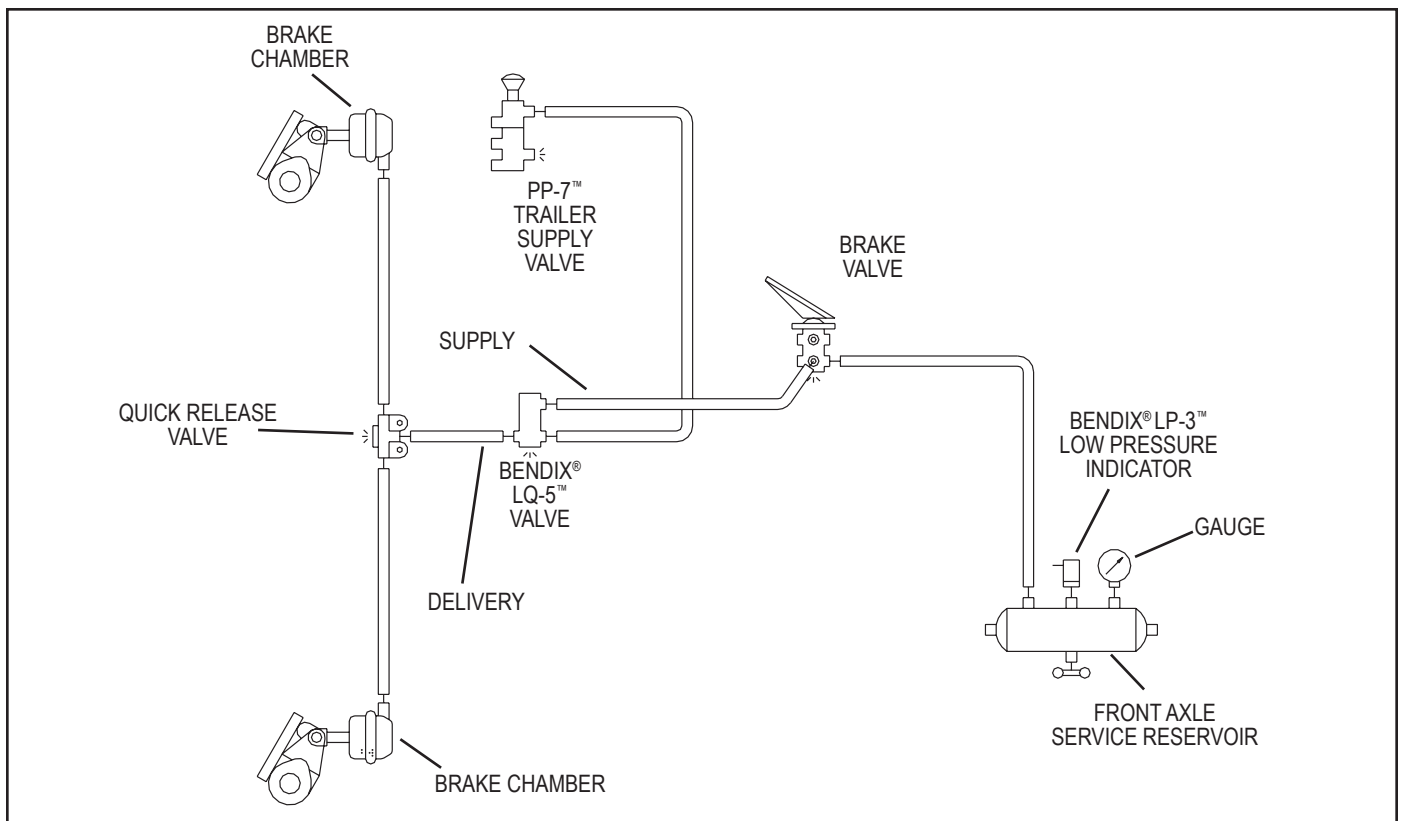 BRAKE
CHAMBER
PP-7™
TRAILER
SUPPLY
VALVE
BRAKE
VALVE
SUPPLY
QUICK RELEASE
VALVE
BENDIX®
LQ-5™
VALVE
BENDIX® LP-3™
LOW PRESSURE
INDICATOR
GAUGE
DELIVERY
FRONT AXLE
SERVICE RESERVOIR
BRAKE CHAMBER